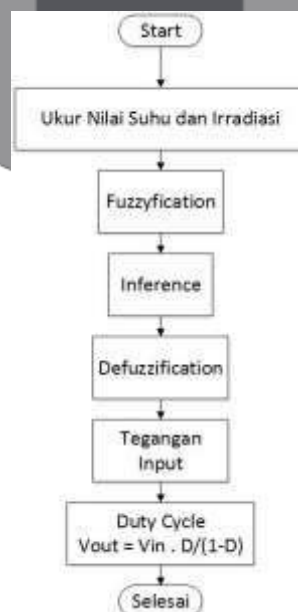 Start
Ukur Nilai Suhu dan Irradiasi
Fuzzyfication
Inference
Defuzzification
Tegangan
Input
Duty Cycle
Vout = Vin . D/(1-D)
Selesai